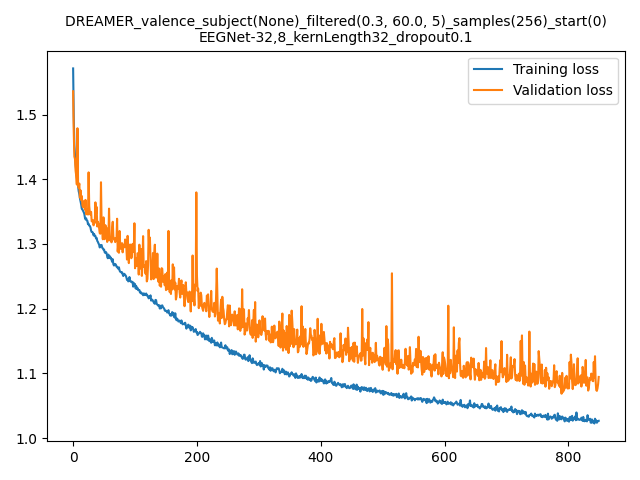 DREAMER_valence_subject(None)_filtered(0.3, 60.0, 5)_samples(256)_start(0)
EEGNet-32,8_kernLength32_dropout0.1
Training loss
Validation loss
1.5
1.4
1.3
1.2
1.1
1.0
0 200 400 600 800